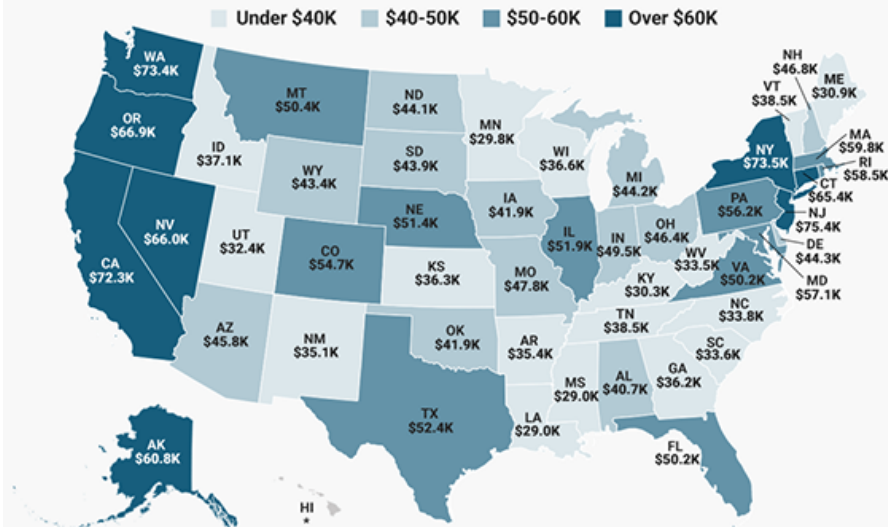 Under $40K
$40-50K
$50-60K
Over $60K
WA
$73.4K
OR
$66.9K
CA
$72.3K
NV
$66.0K
ID
$37.1K
MT
$50.4K
WY
$43.4K
UT
$32.4K
CO
$54.7K
AZ
$45.8K
NM
$35.1K
ND
$44.1K
SD
$43.9K
NE
$51.4K
KS
$36.3K
OK
$41.9K
TX
$52.4K
MN
$29.8K
IA
$41.9K
MO
$47.8K
AR
$35.4K
LA
$29.0K
WI
$36.6K
IL
$51.9K
MI
$44.2K
IN
$49.5K
OH
$46.4K
KY
$30.3K
TN
$38.5K
MS
$29.0K
AL
$40.7K
GA
$36.2K
FL
$50.2K
SC
$33.6K
NC
$33.8K
VA
$50.2K
WV
$33.5K
PA
$56.2K
NY
$73.5K
VT
$38.5K
NH
$46.8K
ME
$30.9K
MA
$59.8K
RI
$58.5K
CT
$65.4K
NJ
$75.4K
DE
$44.3K
MD
$57.1K
AK
$60.8K
HI
*